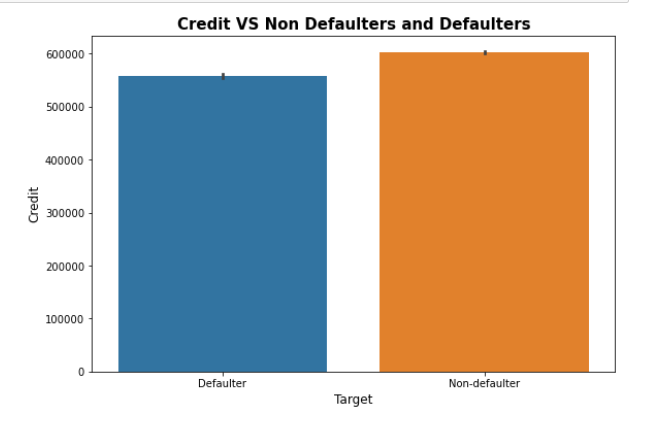 Credit VS Non Defaulters and Defaulters
600000
500000
400000
300000
200000
100000
0
Credit
Defaulter
Non-defaulter
Target